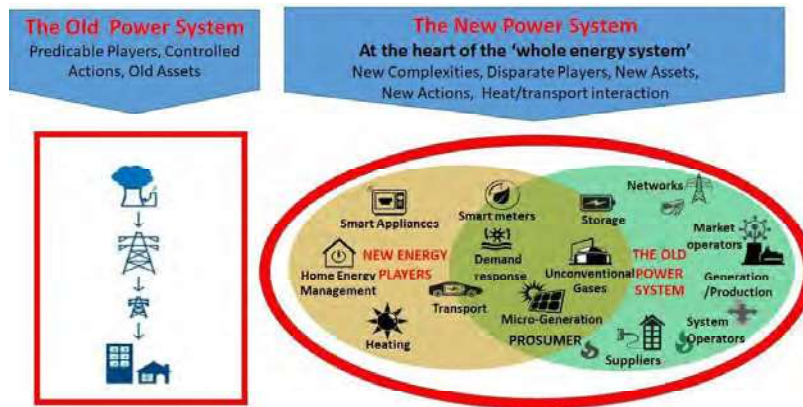 The Old Power System
Predicable Players, Controlled
Actions, Old Assets
The New Power System
At the heart of the 'whole energy system'
New Complexities, Disparate Players, New Assets,
New Actions, Heat/transport interaction
Networks
Smart Appliances
Smart meters
Storage
Market
operators
NEW ENERGY
PLAYERS
Home Energy
Management
Demand
response
Unconventional
Gases
THE OLD
POWER
SYSTEM
Generation
/Production
Transport
Micro-Generation
PROSUMER
System
Operators
Heating
Suppliers